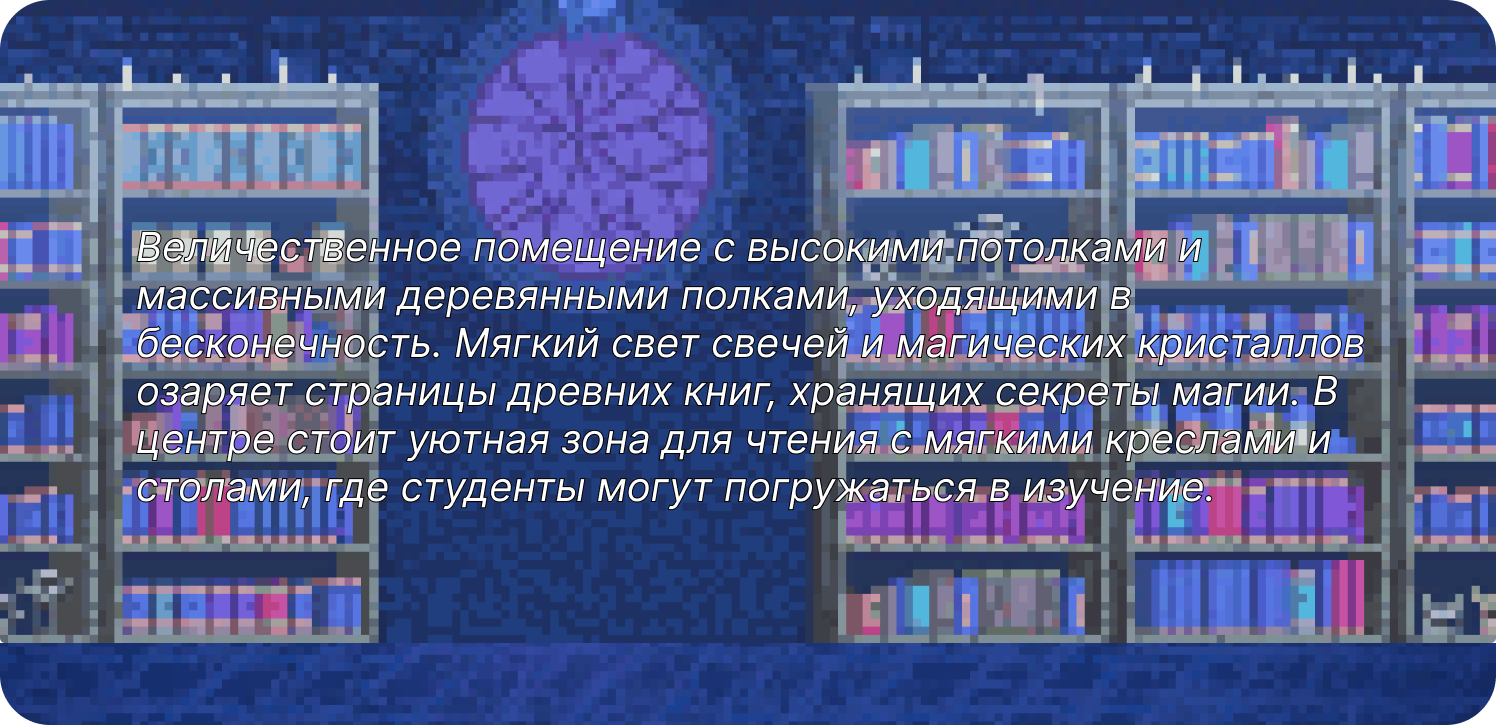 Величественное помещение с высокими потолками и
массивными деревянными полками, уходящими в
бесконечность. Мягкий свет свечей и магических кристаллов
озаряет страницы древних книг, хранящих секреты магии. В
центре стоит уютная зона для чтения с мягкими креслами и
столами, где студенты могут погружаться в изучение.